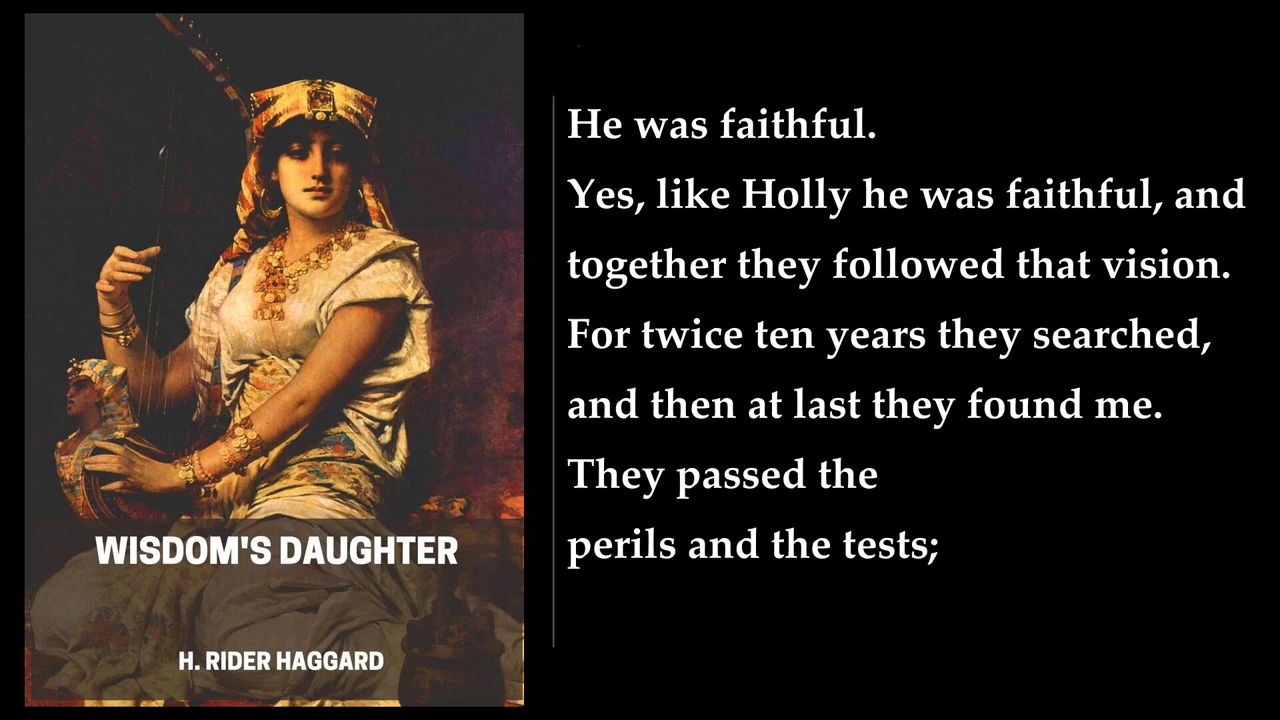 WISDOM'S DAUGHTER
H. RIDER HAGGARD
He was faithful.
Yes, like Holly he was faithful, and
together they followed that vision.
For twice ten years they searched,
and then at last they found me.
They passed the
perils and the tests;